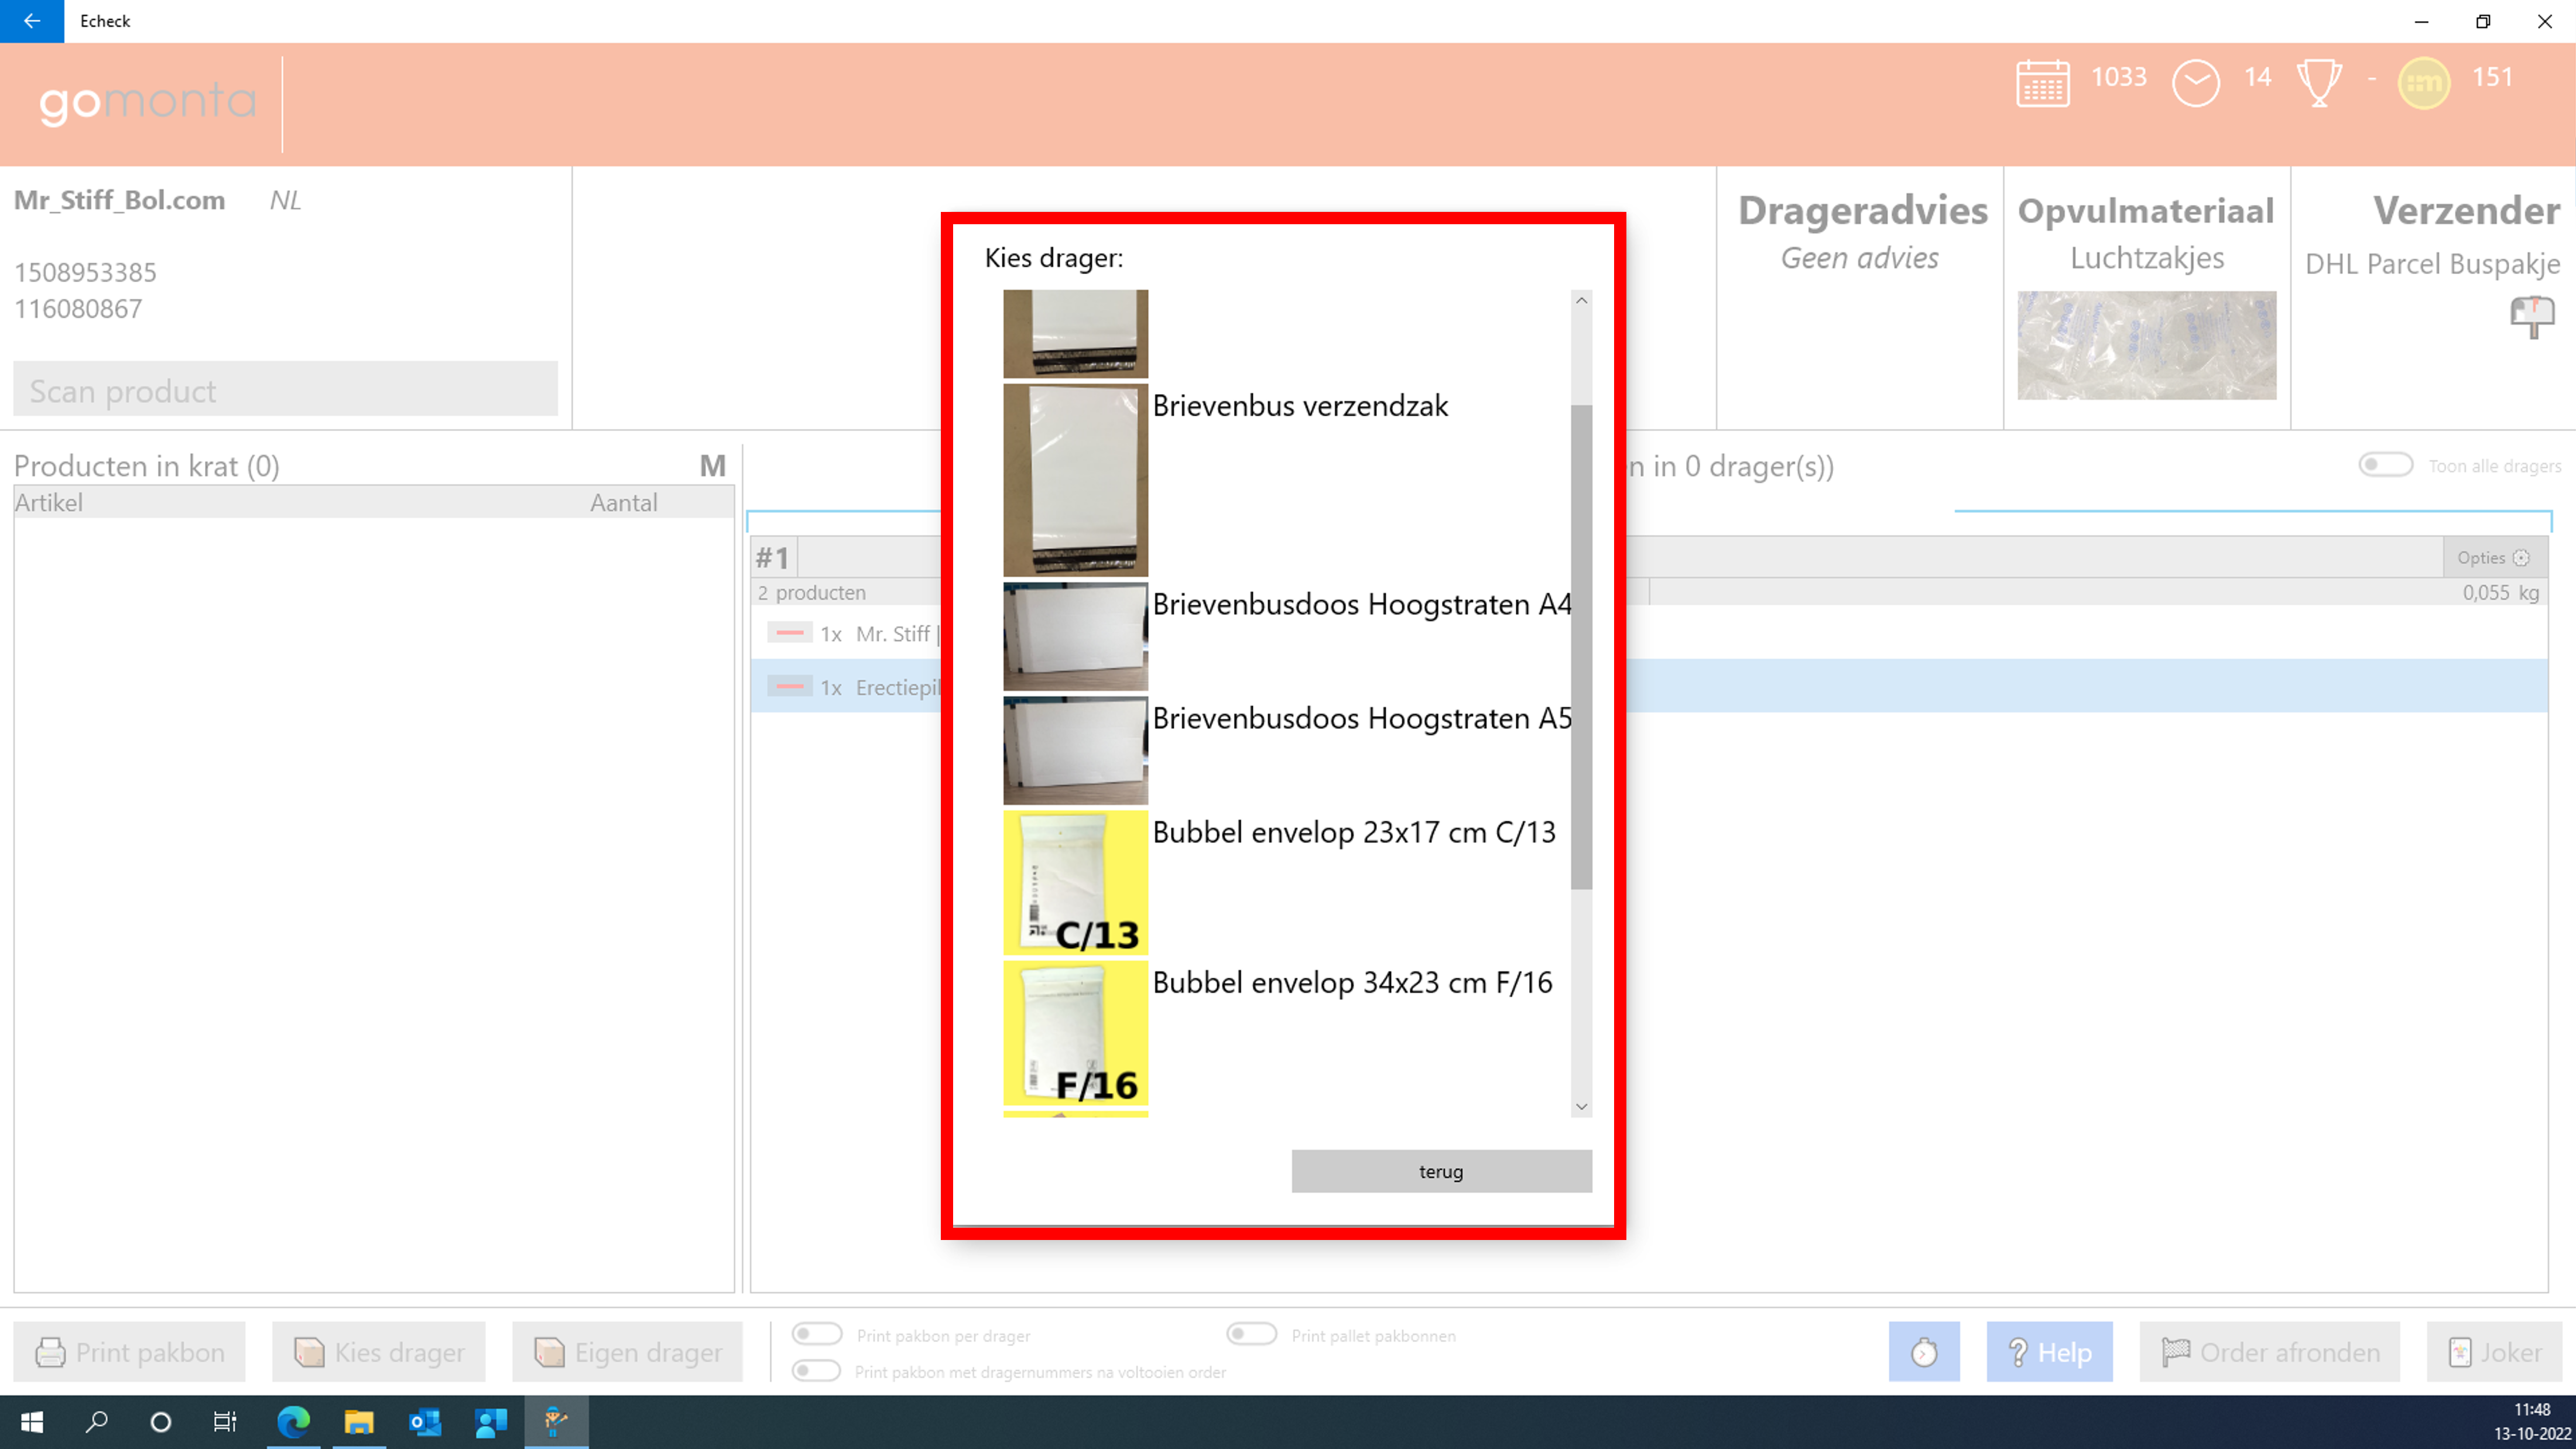 Echeck
gomonta
1033
14
-
:m
151
Mr_Stiff_Bol.com NL
1508953385
116080867
Scan product
Drageradvies
Geen advies
Opvulmateriaal
Luchtzakjes
Verzender
DHL Parcel Buspakje
Producten in krat (0) M
Artikel Aantal
n in 0 drager(s))
Toon alle dragers
#1
Opties
2 producten
0,055 kg
1x Mr. Stiff |
1x Erectiepil
Kies drager:
Brievenbus verzendzak
Brievenbusdoos Hoogstraten A4
Brievenbusdoos Hoogstraten A5
Bubbel envelop 23x17 cm C/13
C/13
Bubbel envelop 34x23 cm F/16
F/16
terug
Print pakbon
Kies drager
Eigen drager
Print pakbon per drager
Print pallet pakbonnen
Print pakbon met dragernummers na voltooien order
? Help
Order afronden
Joker
11:48
13-10-2022